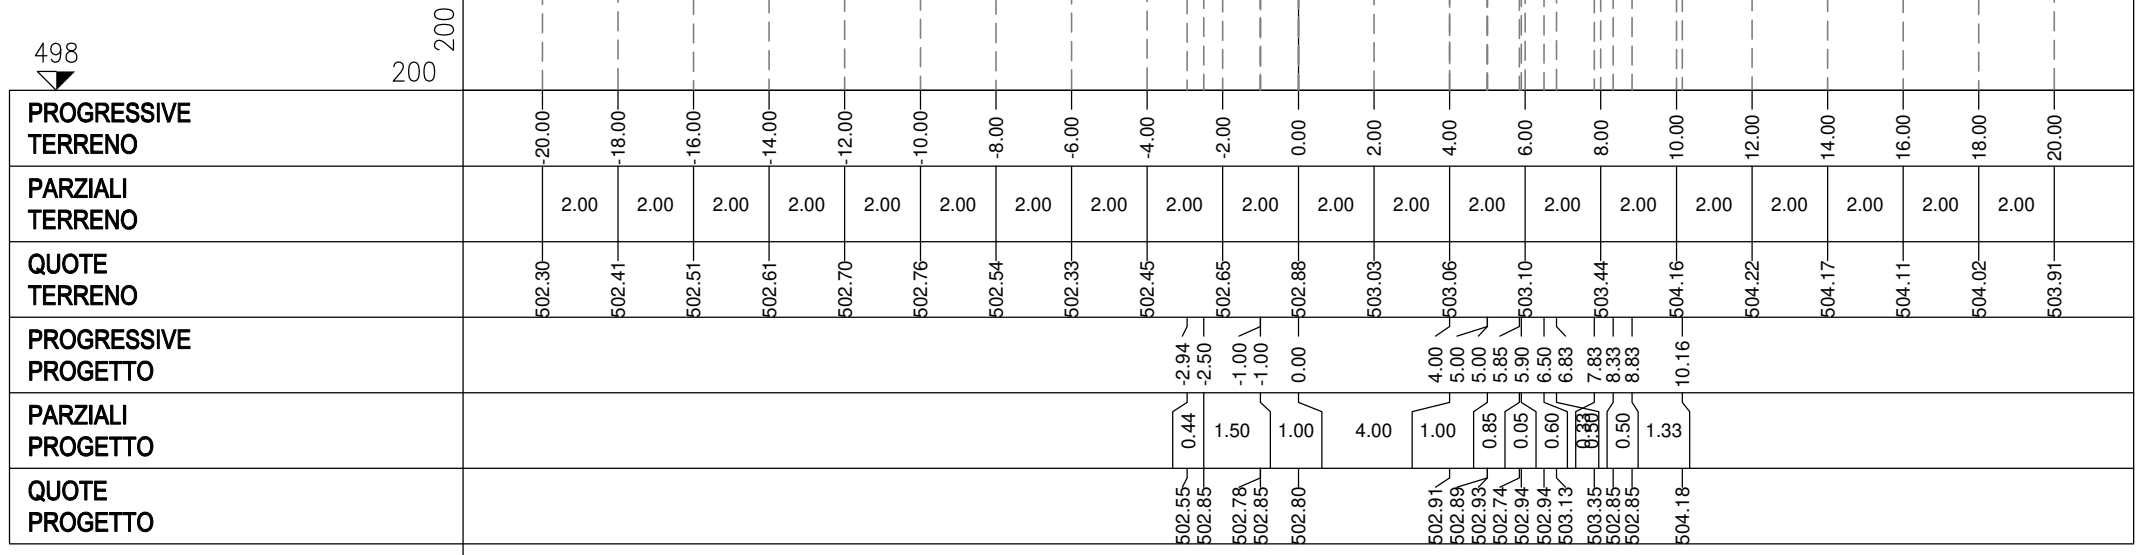 200
498
200
PROGRESSIVE
TERRENO
-20.00 -18.00 -16.00 -14.00 -12.00 -10.00 -8.00 -6.00 -4.00 -2.00 0.00 2.00 4.00 6.00 8.00 10.00 12.00 14.00 16.00 18.00 20.00
PARZIALI
TERRENO
2.00 2.00 2.00 2.00 2.00 2.00 2.00 2.00 2.00 2.00 2.00 2.00 2.00 2.00 2.00 2.00 2.00 2.00 2.00 2.00
QUOTE
TERRENO
502.30 502.41 502.51 502.61 502.70 502.76 502.54 502.33 502.45 502.65 502.88 503.03 503.06 503.10 503.44 504.16 504.22 504.17 504.11 504.02 503.91
PROGRESSIVE
PROGETTO
-2.94 -2.50 -1.00 -1.00 0.00 4.00 5.00 5.00 5.85 5.90 6.50 6.83 7.83 8.33 8.83 10.16
PARZIALI
PROGETTO
0.44 1.50 1.00 4.00 1.00 0.85 0.05 0.60 0.33 0.50 1.33
QUOTE
PROGETTO
502.55 502.85 502.78 502.85 502.80 502.91 502.89 502.93 502.74 502.94 502.94 503.13 503.35 502.85 502.85 504.18